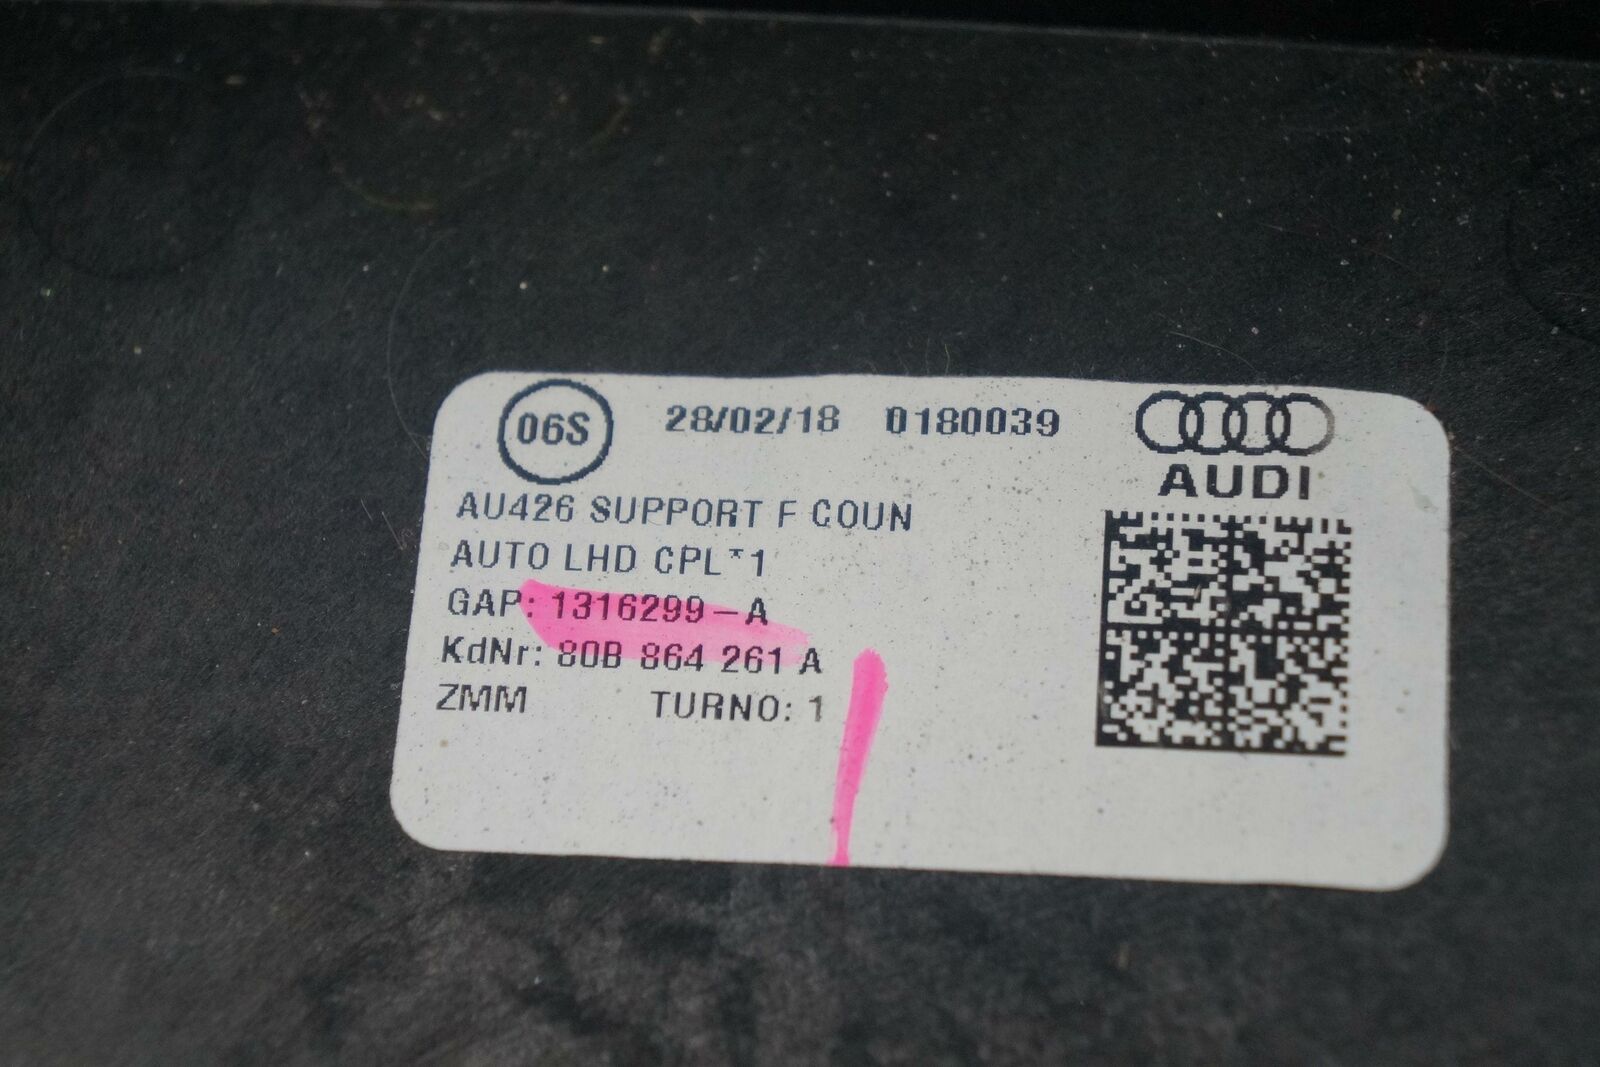 06S 28/02/18 0180039
AUDI
AU426 SUPPORT F COUN
AUTO LHD CPL*1
GAP: 1316299-A
KdNr: 80B 864 261 A
ZMM TURNO: 1